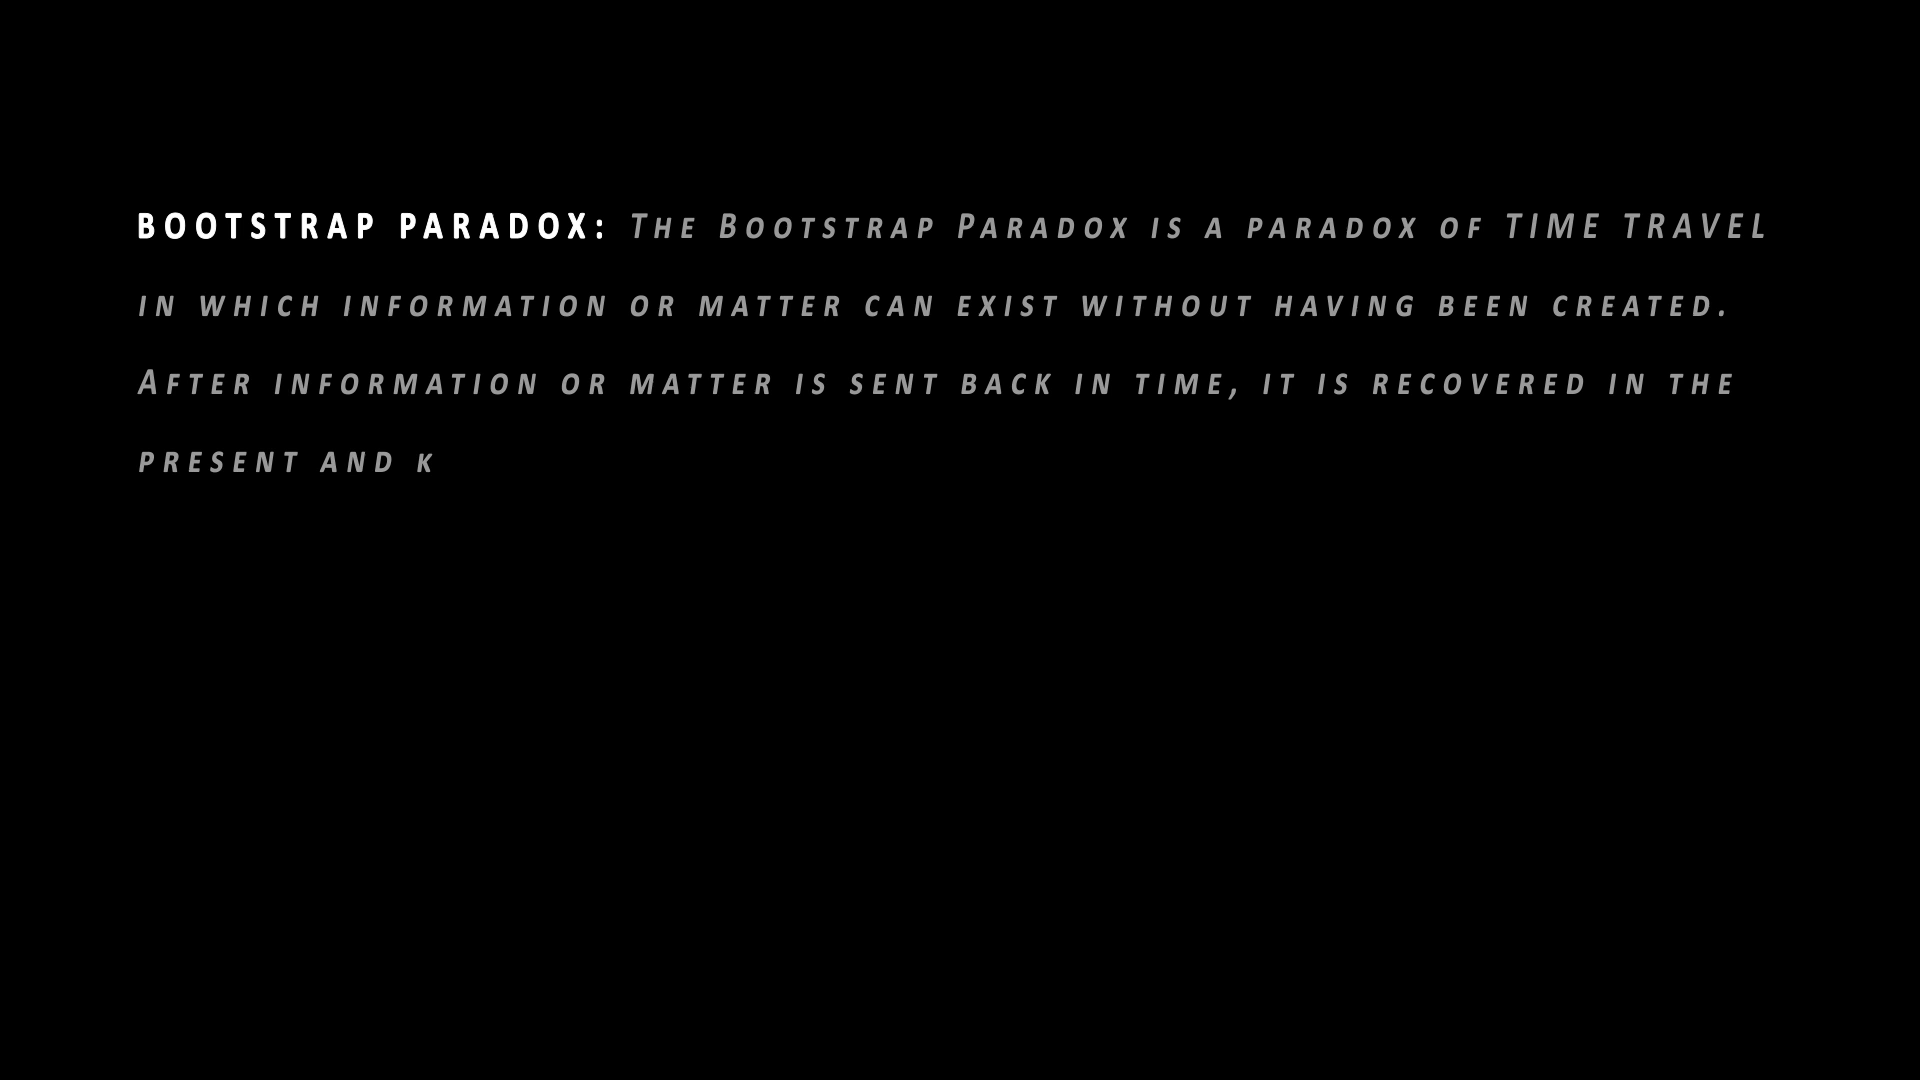 BOOTSTRAP PARADOX: The Bootstrap Paradox is a paradox of TIME TRAVEL
in which information or matter can exist without having been created.
After information or matter is sent back in time, it is recovered in the
present and k